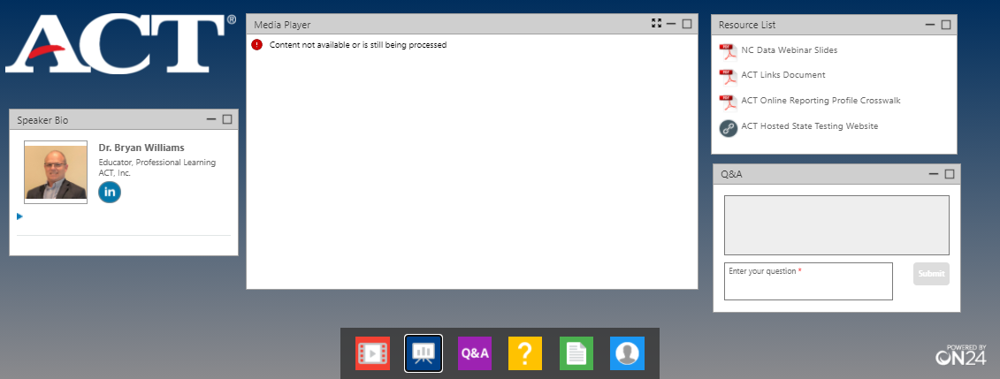 ACT®
Media Player
Content not available or is still being processed
Resource List
NC Data Webinar Slides
ACT Links Document
ACT Online Reporting Profile Crosswalk
ACT Hosted State Testing Website
Speaker Bio
Dr. Bryan Williams
Educator, Professional Learning
ACT, Inc.
in
Q&A
Enter your question *
Submit
Q&A
?
POWERED BY
ON24